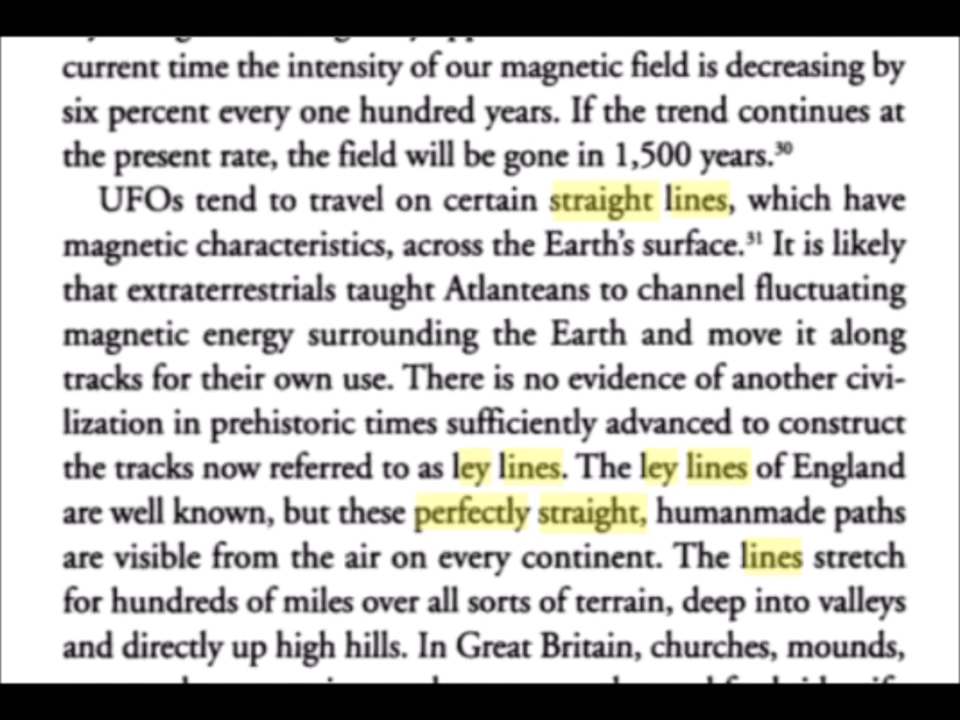 current time the intensity of our magnetic field is decreasing by
six percent every one hundred years. If the trend continues at
the present rate, the field will be gone in 1,500 years.³⁰
UFOs tend to travel on certain straight lines, which have
magnetic characteristics, across the Earth's surface.³¹ It is likely
that extraterrestrials taught Atlanteans to channel fluctuating
magnetic energy surrounding the Earth and move it along
tracks for their own use. There is no evidence of another civi-
lization in prehistoric times sufficiently advanced to construct
the tracks now referred to as ley lines. The ley lines of England
are well known, but these perfectly straight, humanmade paths
are visible from the air on every continent. The lines stretch
for hundreds of miles over all sorts of terrain, deep into valleys
and directly up high hills. In Great Britain, churches, mounds,